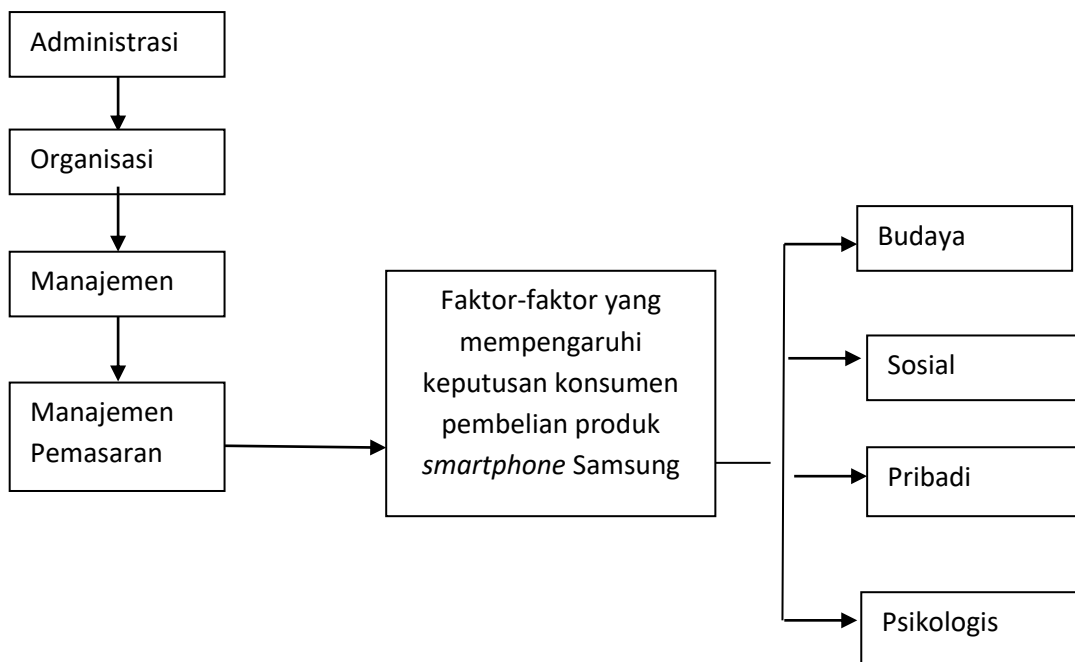 Administrasi
Organisasi
Manajemen
Manajemen
Pemasaran
Faktor-faktor yang
mempengaruhi
keputusan konsumen
pembelian produk
smartphone Samsung
Budaya
Sosial
Pribadi
Psikologis